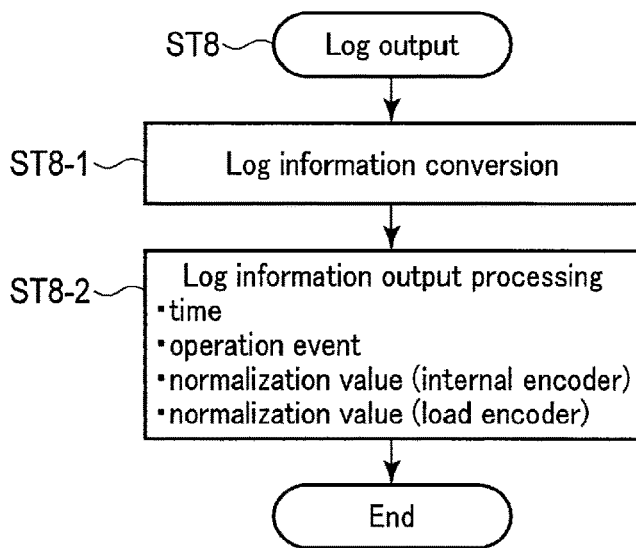 ST8
Log output
ST8-1
Log information conversion
ST8-2
Log information output processing
・time
・operation event
・normalization value (internal encoder)
・normalization value (load encoder)
End